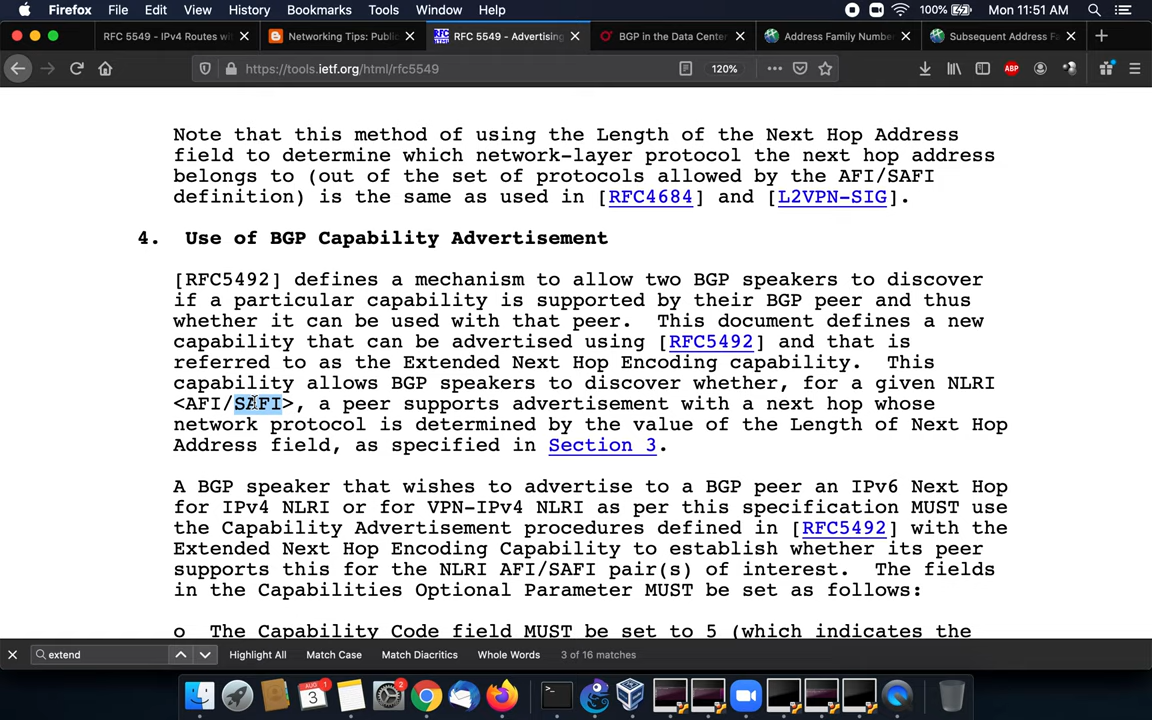 Firefox File Edit View History Bookmarks Tools Window Help 100% Mon 11:51 AM
RFC 5549 - IPv4 Routes wi Networking Tips: Public RFC 5549 - Advertising BGP in the Data Center Address Family Numbe Subsequent Address Fa
https://tools.ietf.org/html/rfc5549 120% ABP
Note that this method of using the Length of the Next Hop Address
field to determine which network-layer protocol the next hop address
belongs to (out of the set of protocols allowed by the AFI/SAFI
definition) is the same as used in [RFC4684] and [L2VPN-SIG].
4. Use of BGP Capability Advertisement
[RFC5492] defines a mechanism to allow two BGP speakers to discover
if a particular capability is supported by their BGP peer and thus
whether it can be used with that peer. This document defines a new
capability that can be advertised using [RFC5492] and that is
referred to as the Extended Next Hop Encoding capability. This
capability allows BGP speakers to discover whether, for a given NLRI
<AFI/SAFI>, a peer supports advertisement with a next hop whose
network protocol is determined by the value of the Length of Next Hop
Address field, as specified in Section 3.
A BGP speaker that wishes to advertise to a BGP peer an IPv6 Next Hop
for IPv4 NLRI or for VPN-IPv4 NLRI as per this specification MUST use
the Capability Advertisement procedures defined in [RFC5492] with the
Extended Next Hop Encoding Capability to establish whether its peer
supports this for the NLRI AFI/SAFI pair(s) of interest. The fields
in the Capabilities Optional Parameter MUST be set as follows:
o The Capability Code field MUST be set to 5 (which indicates the
extend Highlight All Match Case Match Diacritics Whole Words 3 of 16 matches
AUG 3 1 2